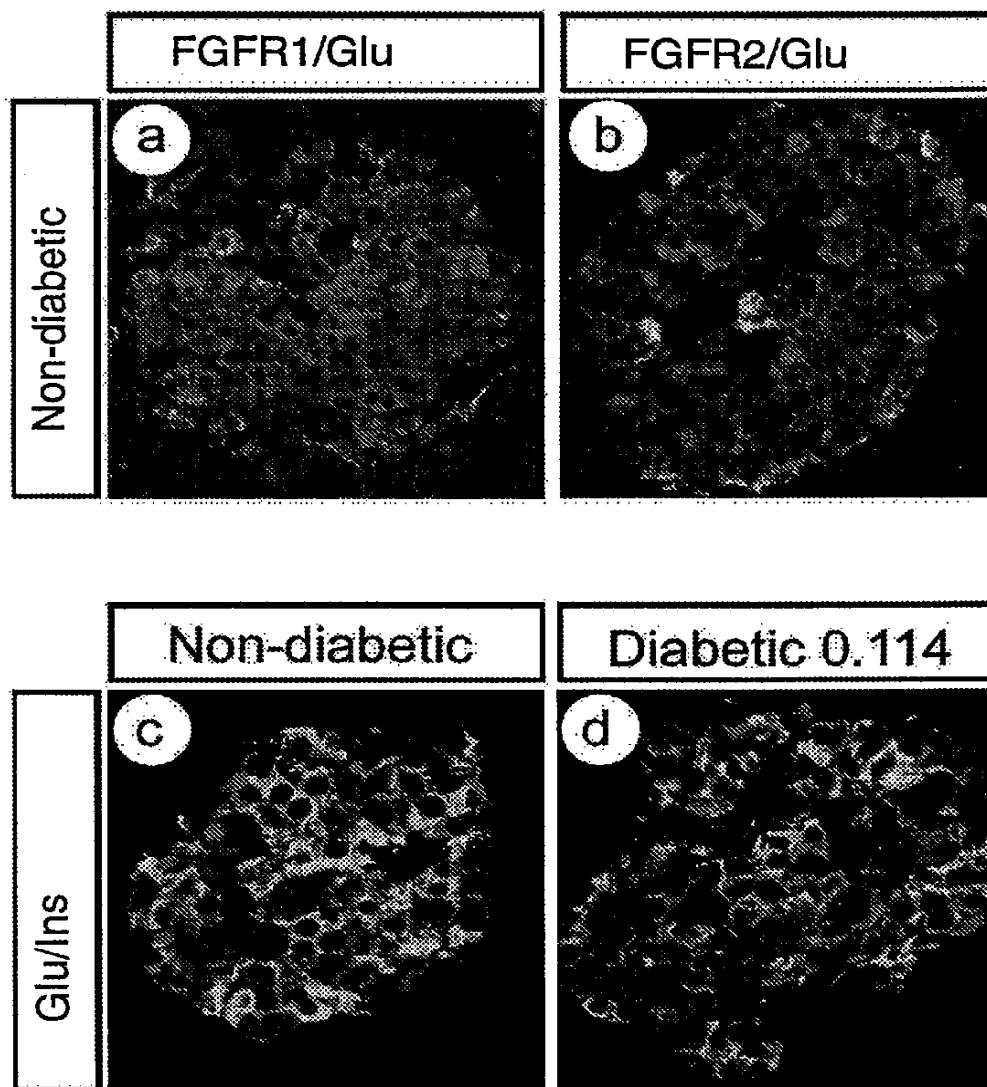 FGFR1/Glu
FGFR2/Glu
Non-diabetic
a
b
Non-diabetic
Diabetic 0.114
Glu/Ins
c
d